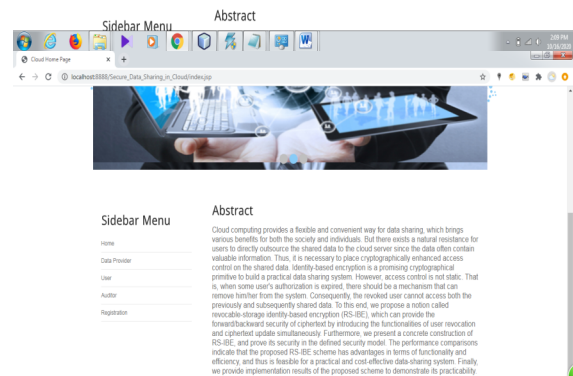 Abstract
Sidebar Menu
2:09 PM
Cloud Home Page
localhost:8888/Secure_Data_Sharing_in_Cloud/index.jsp
Sidebar Menu
Home
Data Provider
User
Auditor
Registration
Abstract
Cloud computing provides a flexible and convenient way for data sharing, which brings
various benefits for both the society and individuals. But there exists a natural resistance for
users to directly outsource the shared data to the cloud server since the data often contain
valuable information. Thus, it is necessary to place cryptographically enhanced access
control on the shared data. Identity-based encryption is a promising cryptographical
primitive to build a practical data sharing system. However, access control is not static. That
is, when some user's authorization is expired, there should be a mechanism that can
remove him/her from the system. Consequently, the revoked user cannot access both the
previously and subsequently shared data. To this end, we propose a notion called
revocable-storage identity-based encryption (RS-IBE), which can provide the
forward/backward security of ciphertext by introducing the functionalities of user revocation
and ciphertext update simultaneously. Furthermore, we present a concrete construction of
RS-IBE, and prove its security in the defined security model. The performance comparisons
indicate that the proposed RS-IBE scheme has advantages in terms of functionality and
efficiency, and thus is feasible for a practical and cost-effective data-sharing system. Finally,
we provide implementation results of the proposed scheme to demonstrate its practicability